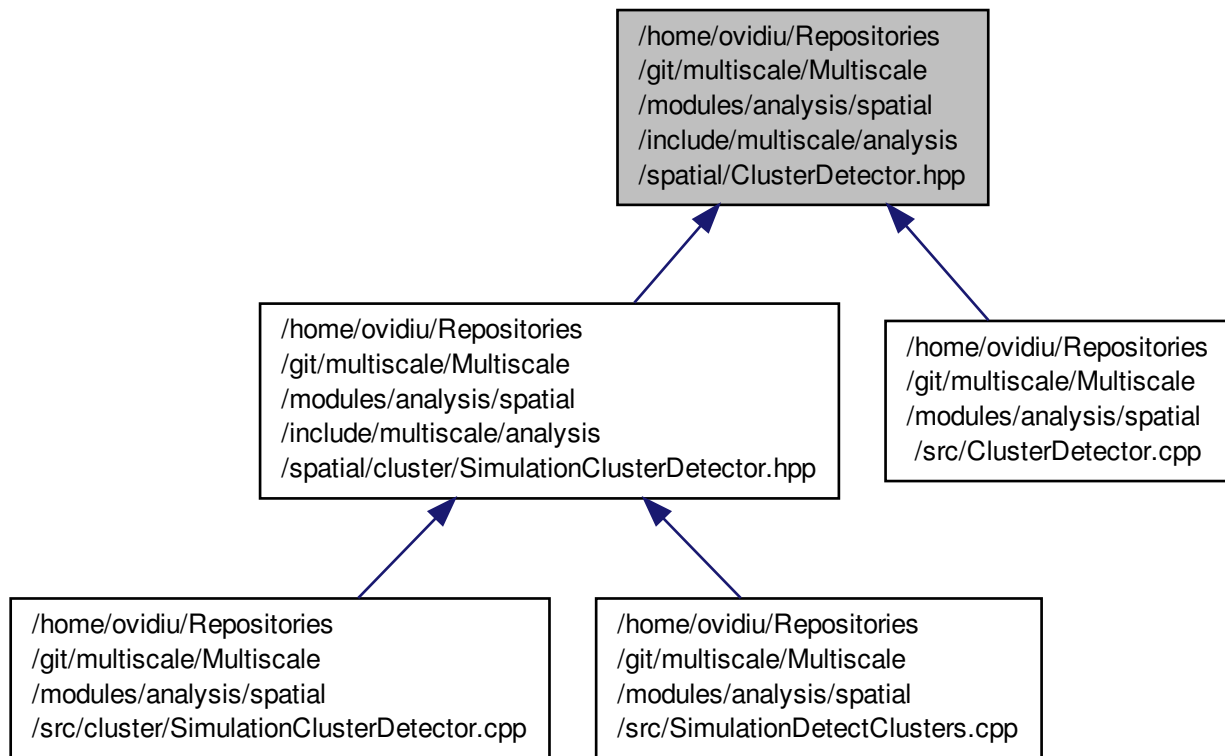 /home/ovidiu/Repositories
/git/multiscale/Multiscale
/modules/analysis/spatial
/include/multiscale/analysis
/spatial/ClusterDetector.hpp
/home/ovidiu/Repositories
/git/multiscale/Multiscale
/modules/analysis/spatial
/include/multiscale/analysis
/spatial/cluster/SimulationClusterDetector.hpp
/home/ovidiu/Repositories
/git/multiscale/Multiscale
/modules/analysis/spatial
/src/ClusterDetector.cpp
/home/ovidiu/Repositories
/git/multiscale/Multiscale
/modules/analysis/spatial
/src/cluster/SimulationClusterDetector.cpp
/home/ovidiu/Repositories
/git/multiscale/Multiscale
/modules/analysis/spatial
/src/SimulationDetectClusters.cpp